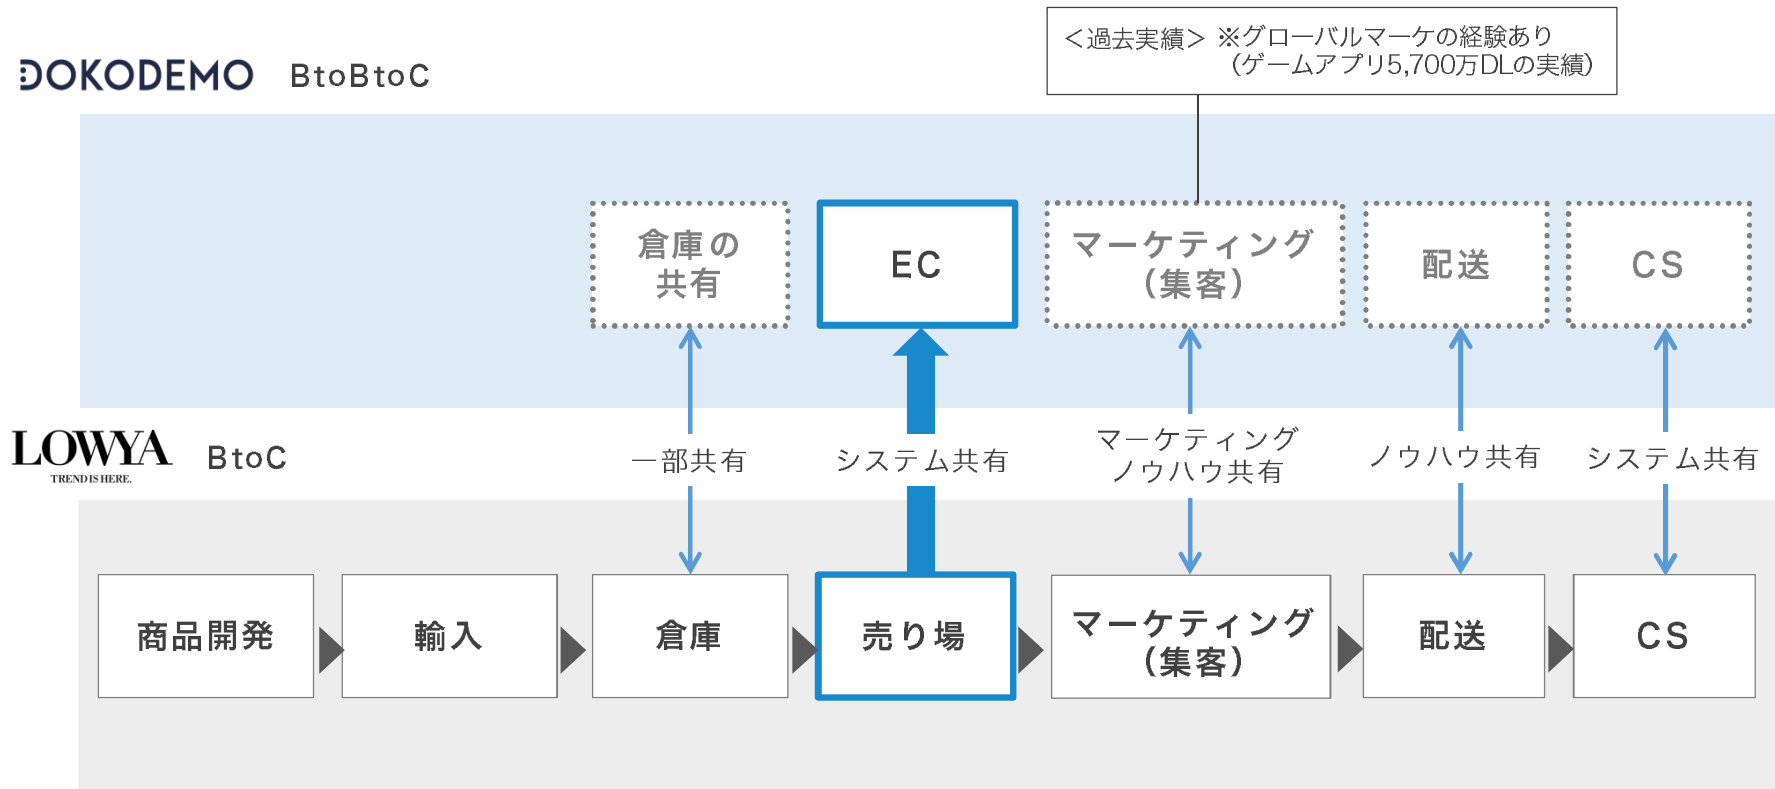 ＜過去実績＞ ※グローバルマーケの経験あり
（ゲームアプリ5,700万DLの実績）
DOKODEMO BtoBtoC
倉庫の
共有
EC
マーケティング
（集客）
配送
CS
LOWYA
TREND IS HERE.
BtoC
一部共有
システム共有
マーケティング
ノウハウ共有
ノウハウ共有
システム共有
商品開発
輸入
倉庫
売り場
マーケティング
（集客）
配送
CS